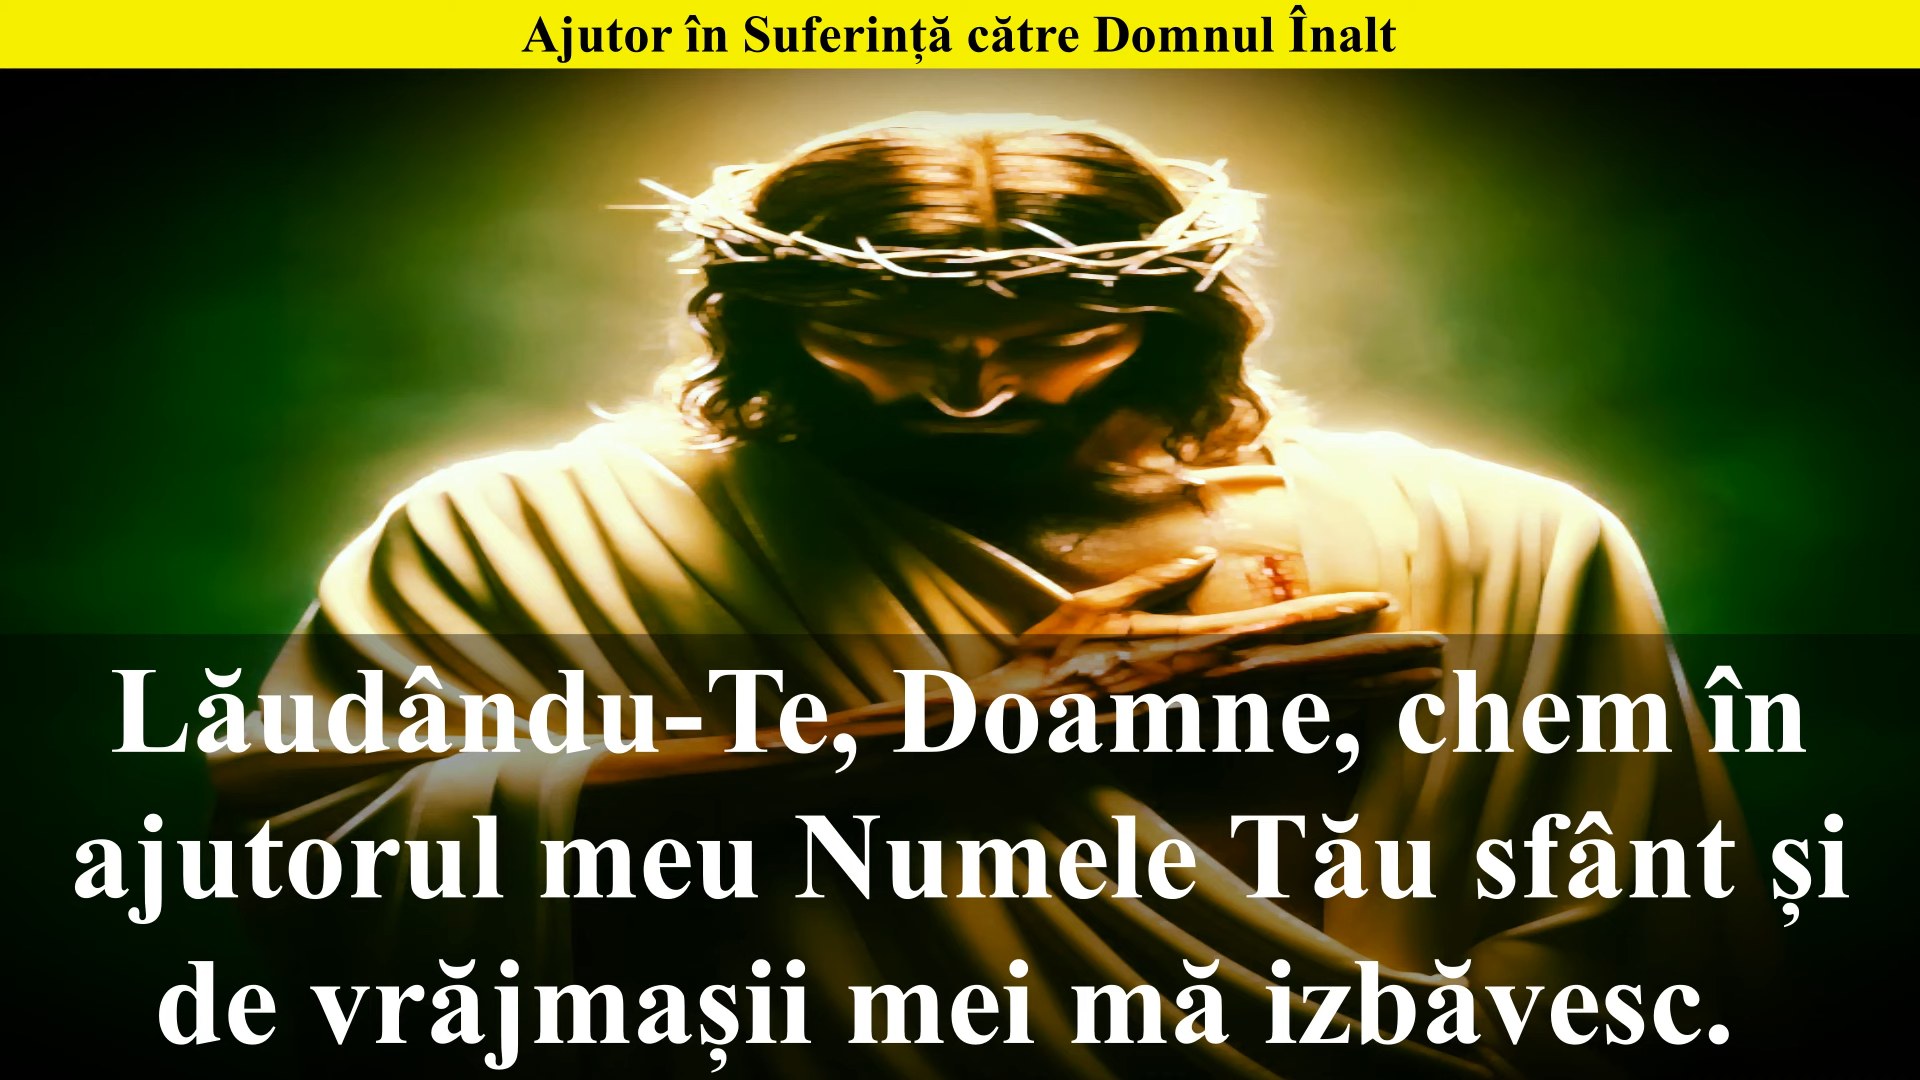 Ajutor în Suferință către Domnul Înalt
Lăudându-Te, Doamne, chem în
ajutorul meu Numele Tău sfânt și
de vrăjmașii mei mă izbăvesc.